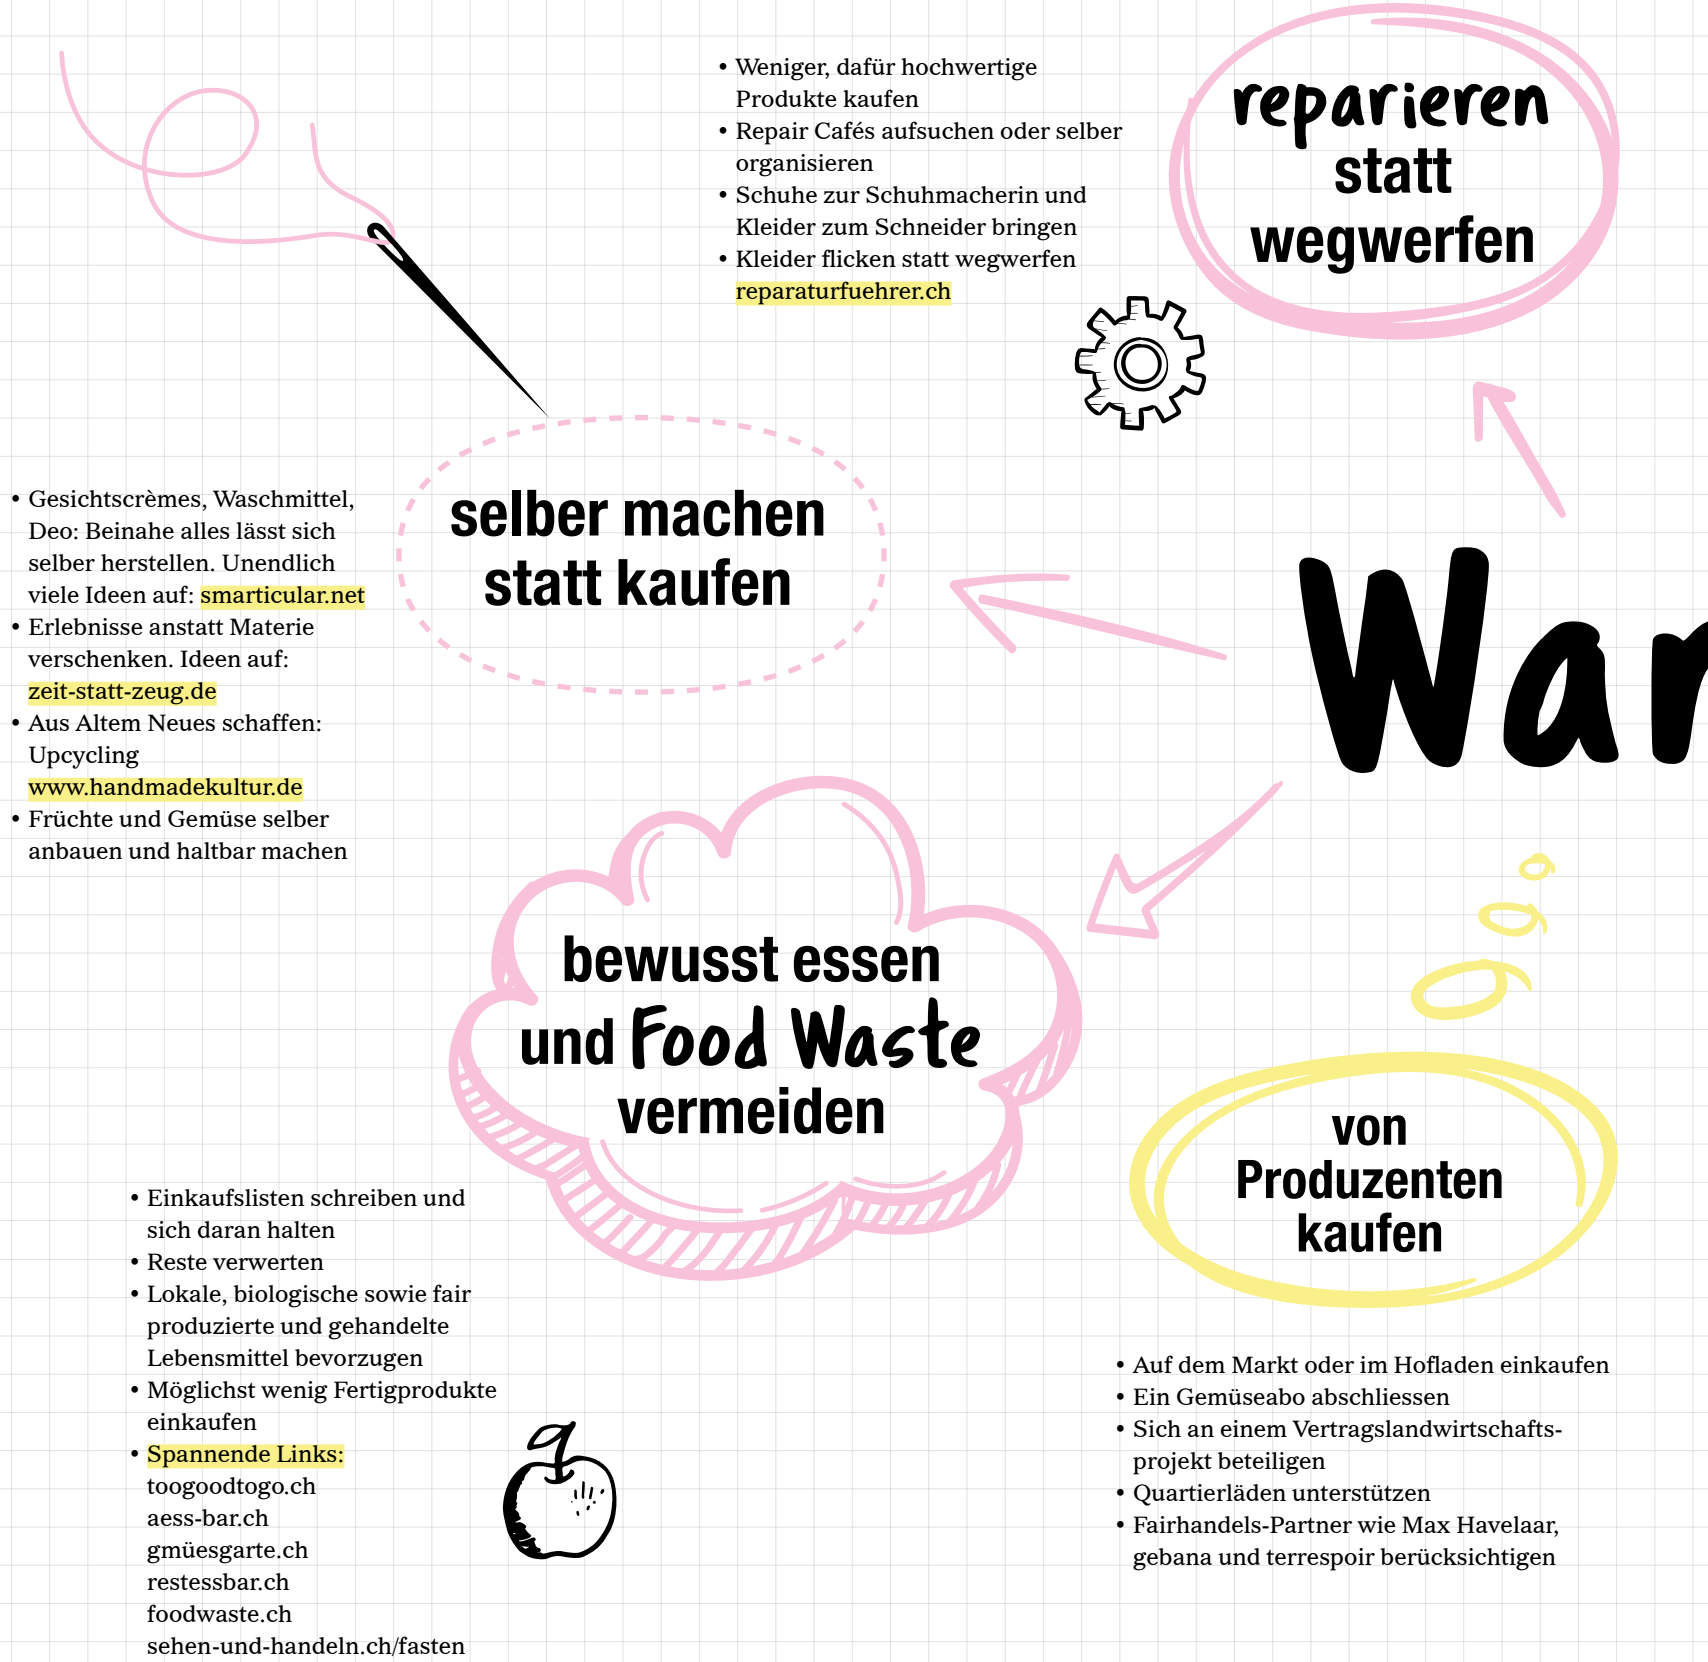 • Weniger, dafür hochwertige
Produkte kaufen
• Repair Cafés aufsuchen oder selber
organisieren
• Schuhe zur Schuhmacherin und
Kleider zum Schneider bringen
• Kleider flicken statt wegwerfen
reparaturfuehrer.ch
reparieren
statt
wegwerfen
• Gesichtscrèmes, Waschmittel,
Deo: Beinahe alles lässt sich
selber herstellen. Unendlich
viele Ideen auf: smarticular.net
• Erlebnisse anstatt Materie
verschenken. Ideen auf:
zeit-statt-zeug.de
• Aus Altem Neues schaffen:
Upcycling
www.handmadekultur.de
• Früchte und Gemüse selber
anbauen und haltbar machen
selber machen
statt kaufen
bewusst essen
und Food Waste
vermeiden
• Einkaufslisten schreiben und
sich daran halten
• Reste verwerten
• Lokale, biologische sowie fair
produzierte und gehandelte
Lebensmittel bevorzugen
• Möglichst wenig Fertigprodukte
einkaufen
• Spannende Links:
toogoodtogo.ch
aess-bar.ch
gmüesgarte.ch
restessbar.ch
foodwaste.ch
sehen-und-handeln.ch/fasten
von
Produzenten
kaufen
• Auf dem Markt oder im Hofladen einkaufen
• Ein Gemüseabo abschliessen
• Sich an einem Vertragslandwirtschafts-
projekt beteiligen
• Quartierläden unterstützen
• Fairhandels-Partner wie Max Havelaar,
gebana und terrespoir berücksichtigen